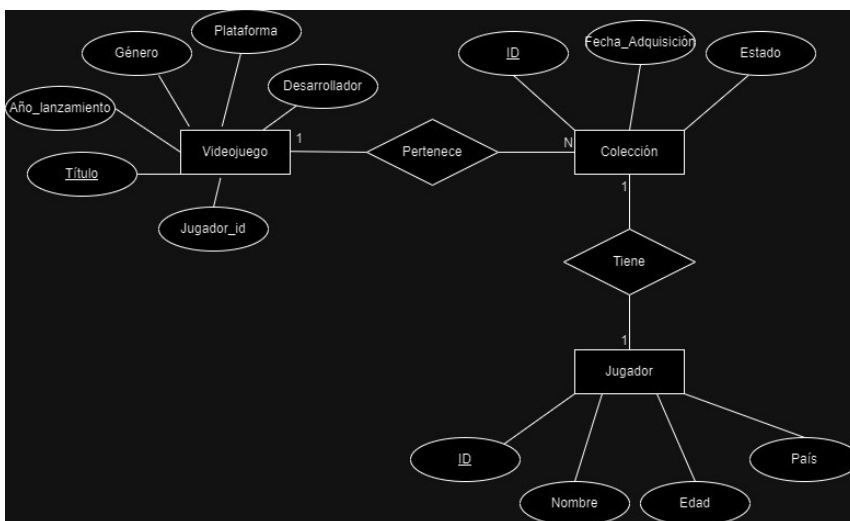 Plataforma
Género
Fecha_Adquisición
ID
Estado
Desarrollador
Año_lanzamiento
1
Videojuego
Pertenece
N
Colección
Título
1
Jugador_id
Tiene
1
Jugador
ID
País
Nombre
Edad